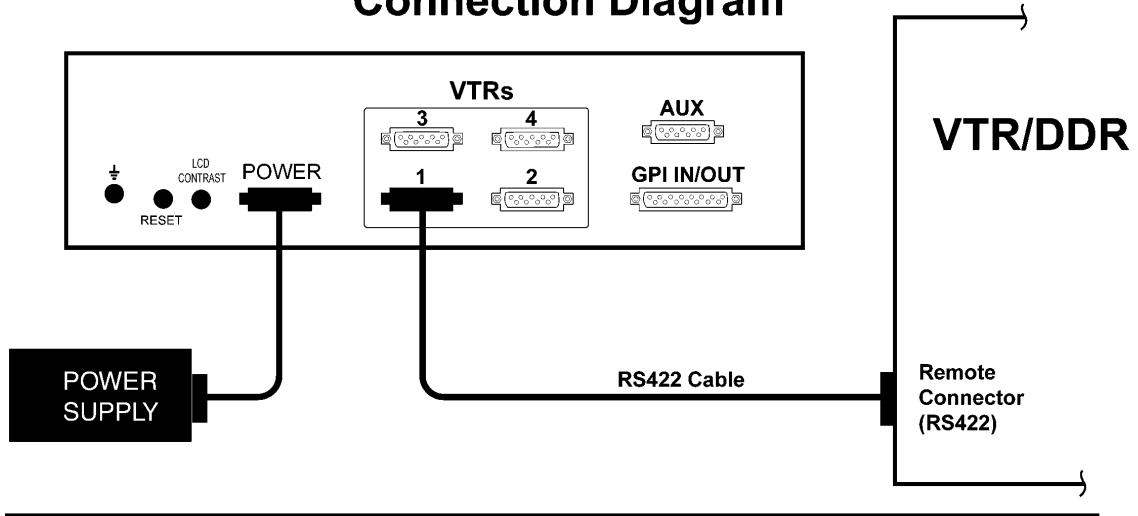 Connection Diagram
VTRs
3
4
AUX
VTR/DDR
LCD
CONTRAST
POWER
1
2
GPI IN/OUT
RESET
POWER
SUPPLY
RS422 Cable
Remote
Connector
(RS422)